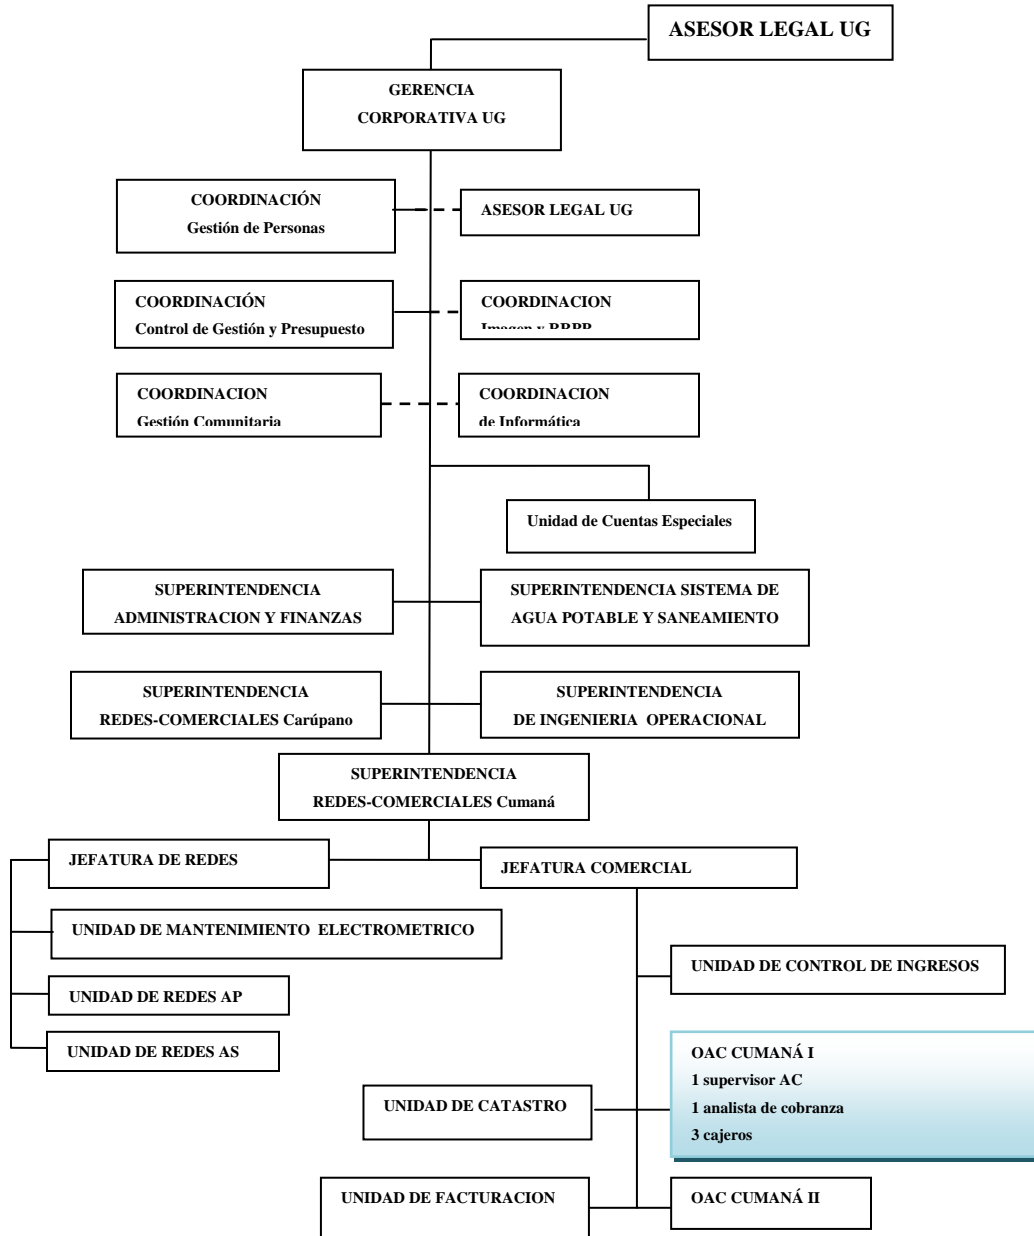 ASESOR LEGAL UG
GERENCIA
CORPORATIVA UG
COORDINACIÓN
Gestión de Personas
ASESOR LEGAL UG
COORDINACIÓN
Control de Gestión y Presupuesto
COORDINACION
Imagen y RRPP
COORDINACION
Gestión Comunitaria
COORDINACION
de Informática
Unidad de Cuentas Especiales
SUPERINTENDENCIA
ADMINISTRACION Y FINANZAS
SUPERINTENDENCIA SISTEMA DE
AGUA POTABLE Y SANEAMIENTO
SUPERINTENDENCIA
REDES-COMERCIALES Carúpano
SUPERINTENDENCIA
DE INGENIERIA OPERACIONAL
SUPERINTENDENCIA
REDES-COMERCIALES Cumaná
JEFATURA DE REDES
JEFATURA COMERCIAL
UNIDAD DE MANTENIMIENTO ELECTROMETRICO
UNIDAD DE CONTROL DE INGRESOS
UNIDAD DE REDES AP
UNIDAD DE REDES AS
OAC CUMANÁ I
1 supervisor AC
1 analista de cobranza
3 cajeros
UNIDAD DE CATASTRO
UNIDAD DE FACTURACION
OAC CUMANÁ II